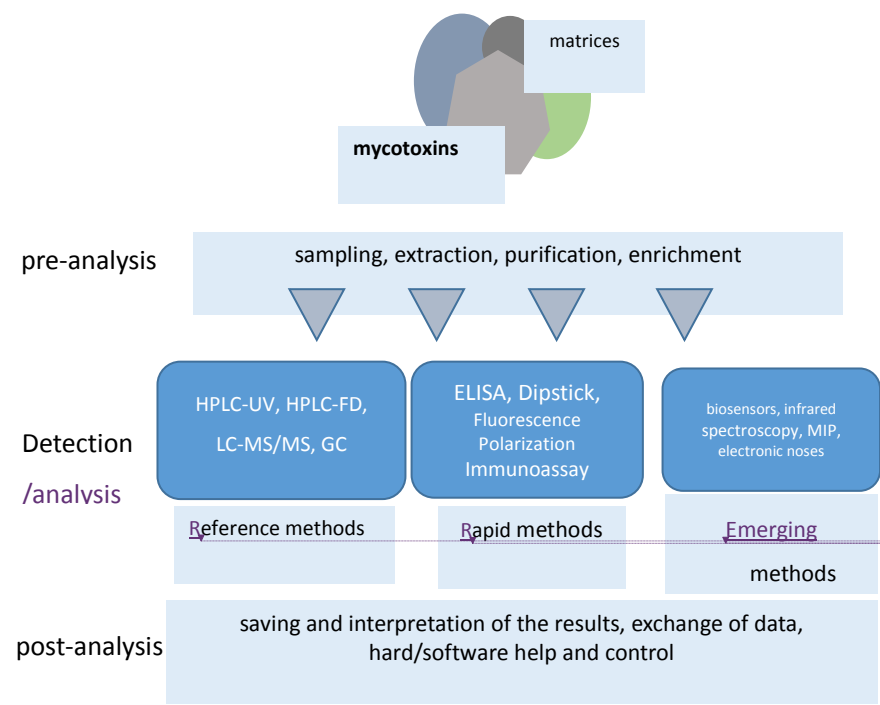 matrices
mycotoxins
pre-analysis
sampling, extraction, purification, enrichment
HPLC-UV, HPLC-FD,
LC-MS/MS, GC
ELISA, Dipstick,
Fluorescence
Polarization
Immunoassay
biosensors, infrared
spectroscopy, MIP,
electronic noses
Detection
/analysis
Reference methods
Rapid methods
Emerging
methods
post-analysis
saving and interpretation of the results, exchange of data,
hard/software help and control